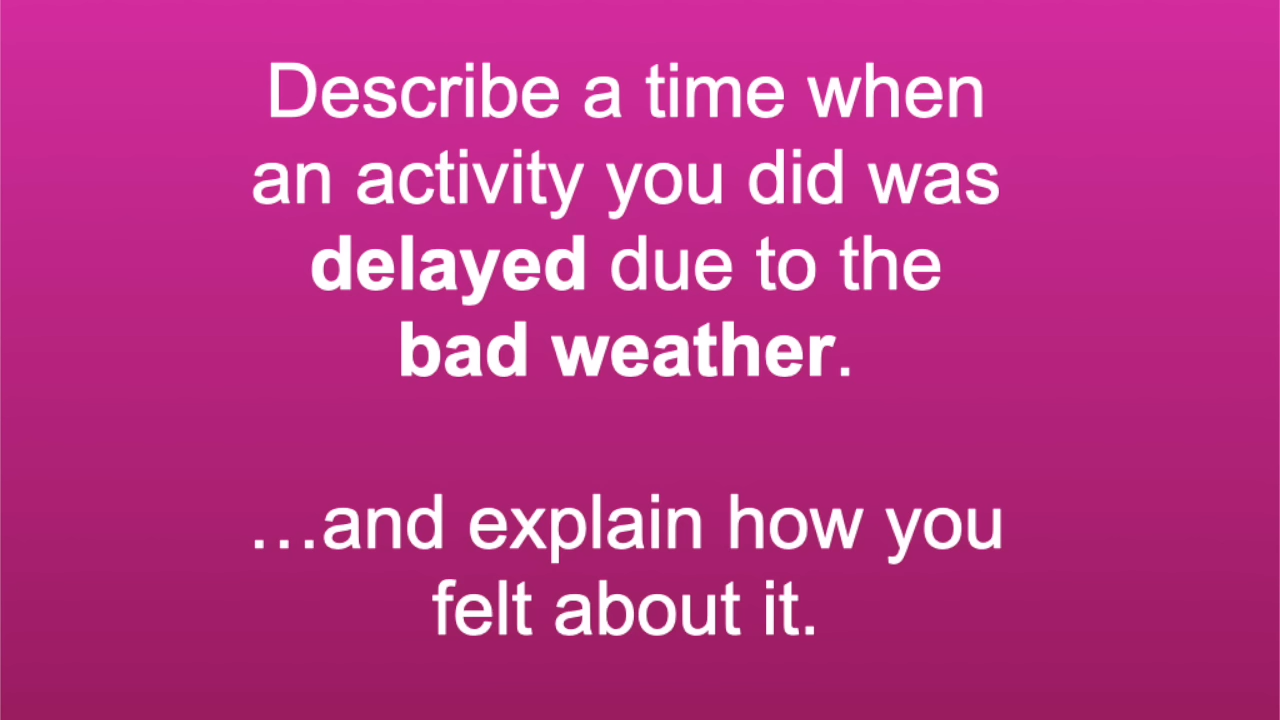 Describe a time when
an activity you did was
delayed due to the
bad weather.
…and explain how you
felt about it.